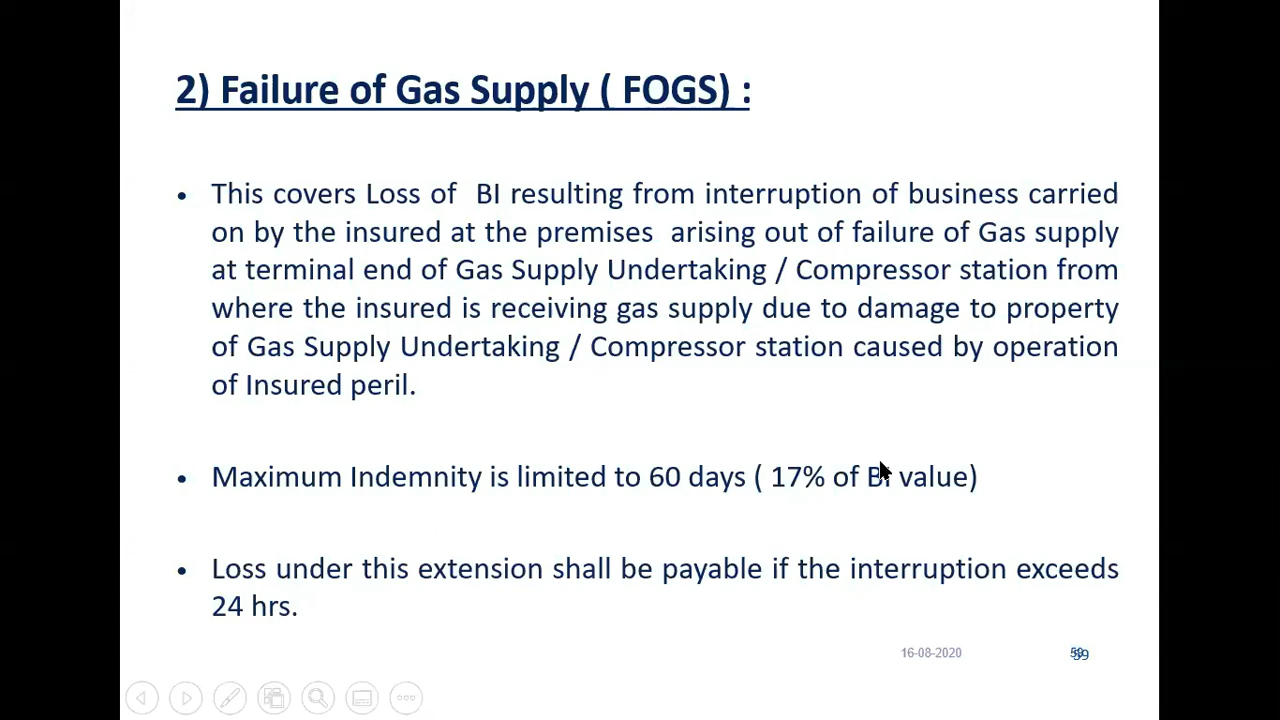 2) Failure of Gas Supply ( FOGS) :
• This covers Loss of BI resulting from interruption of business carried
on by the insured at the premises arising out of failure of Gas supply
at terminal end of Gas Supply Undertaking / Compressor station from
where the insured is receiving gas supply due to damage to property
of Gas Supply Undertaking / Compressor station caused by operation
of Insured peril.
• Maximum Indemnity is limited to 60 days ( 17% of BI value)
• Loss under this extension shall be payable if the interruption exceeds
24 hrs.
16-08-2020
59